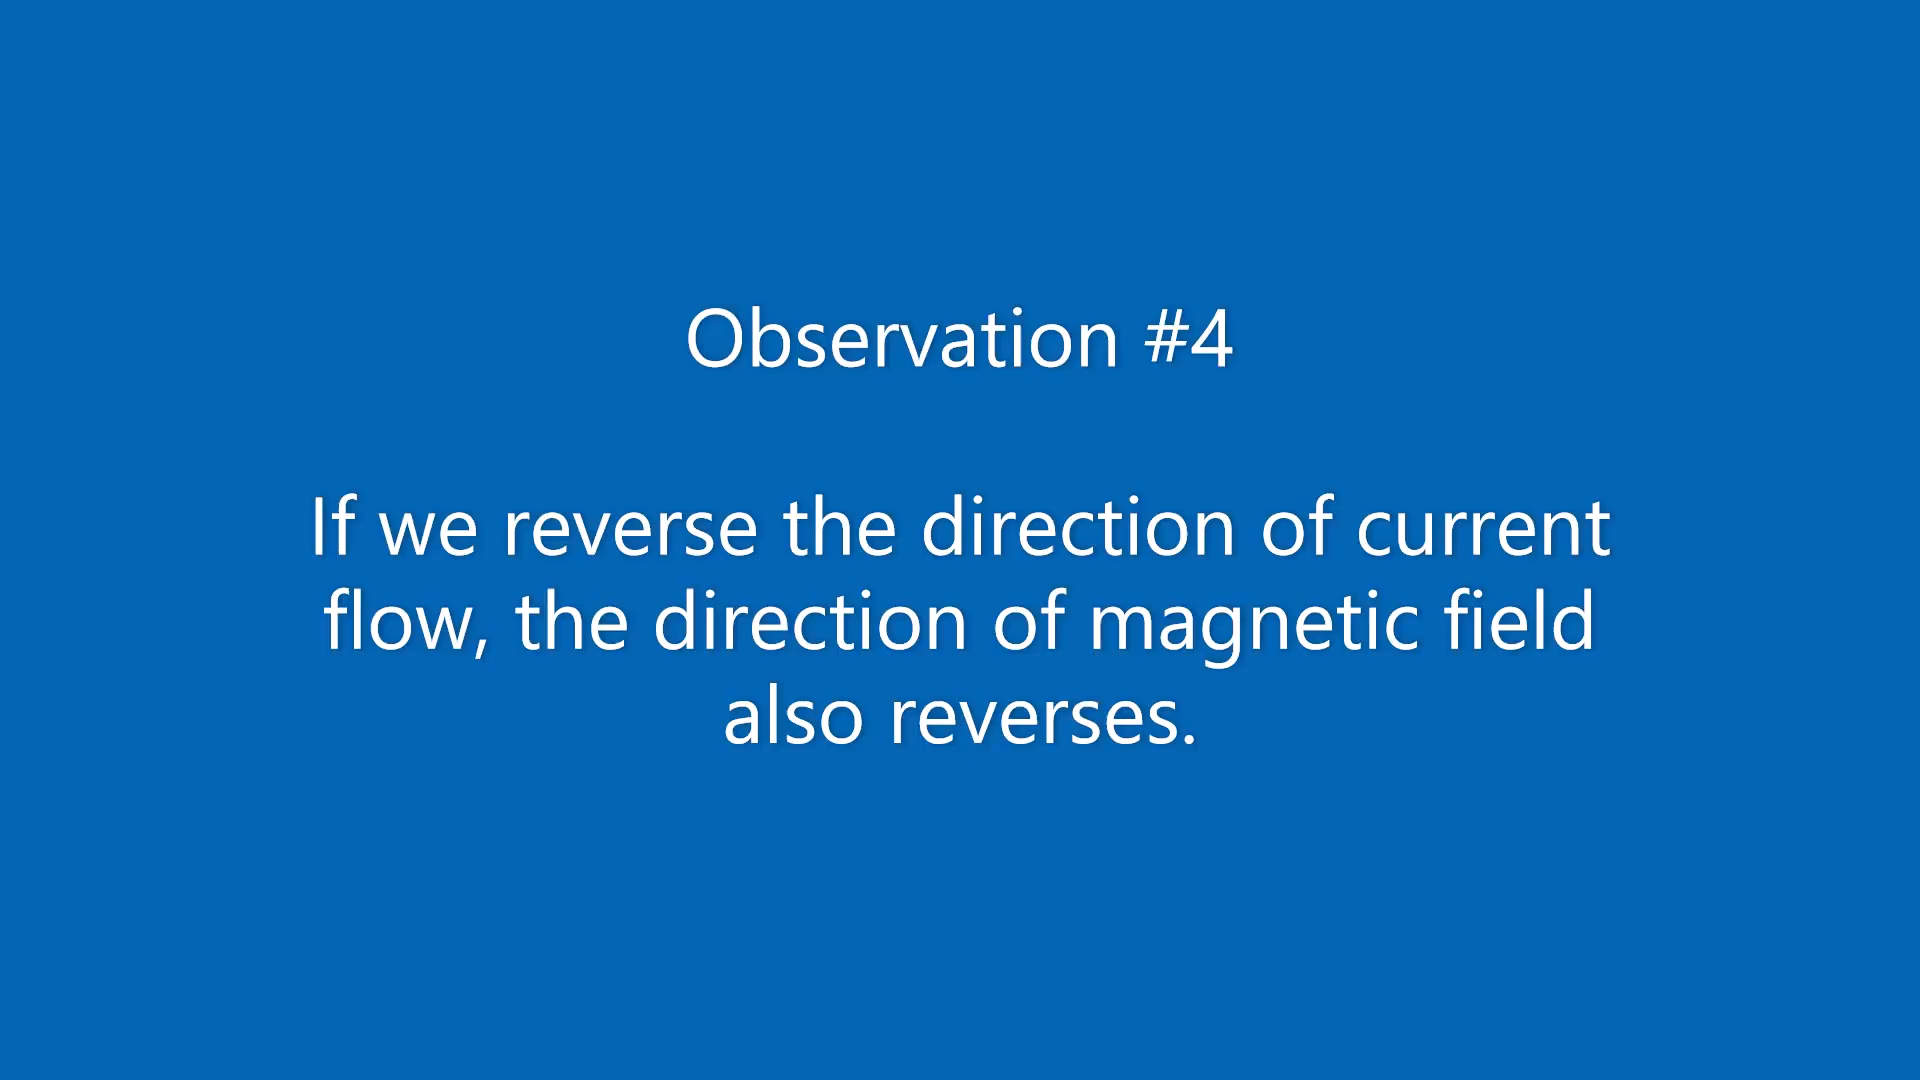 Observation #4
If we reverse the direction of current
flow, the direction of magnetic field
also reverses.